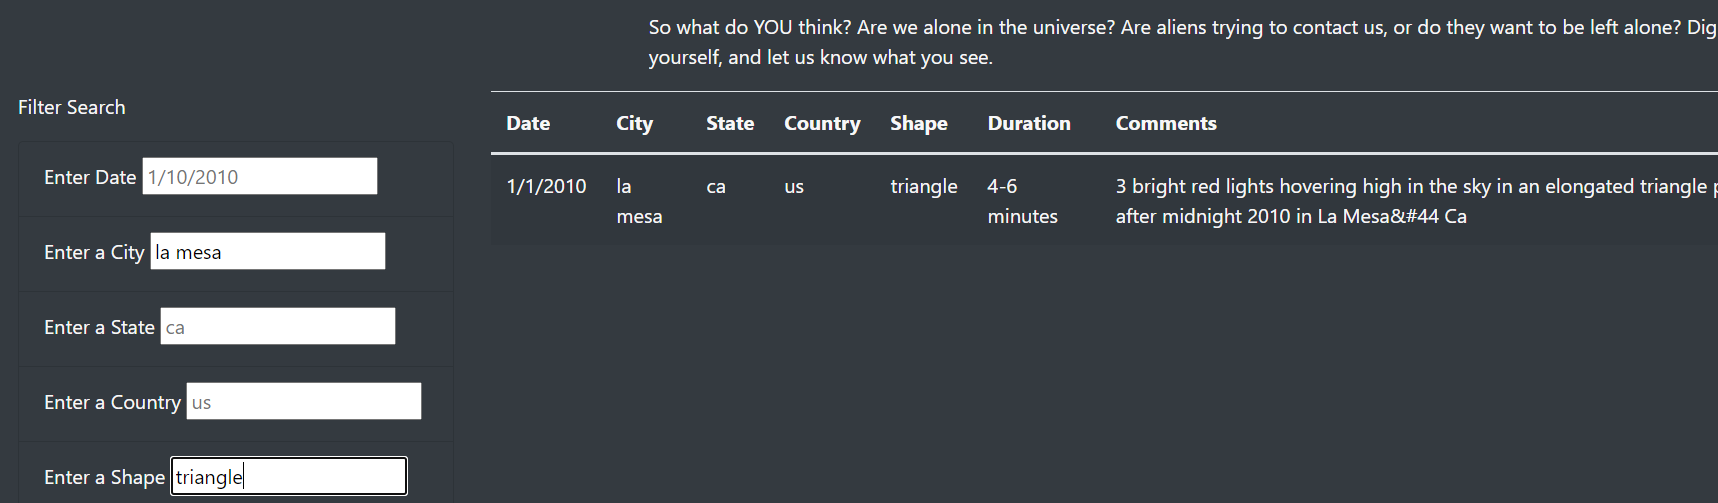 So what do YOU think? Are we alone in the universe? Are aliens trying to contact us, or do they want to be left alone? Dig
yourself, and let us know what you see.
Filter Search
Enter Date 1/10/2010
Enter a City la mesa
Enter a State ca
Enter a Country us
Enter a Shape triangle
Date City State Country Shape Duration Comments
1/1/2010 la ca us triangle 4-6 3 bright red lights hovering high in the sky in an elongated triangle
mesa minutes after midnight 2010 in La Mesa&#44 Ca